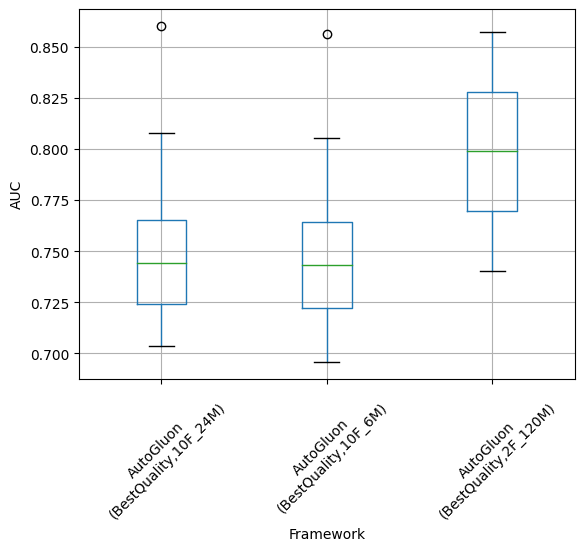 0.850
0.825
0.800
0.775
0.750
0.725
0.700
AUC
AutoGluon
(BestQuality,10F_24M)
AutoGluon
(BestQuality,10F_6M)
AutoGluon
(BestQuality,2F_120M)
Framework